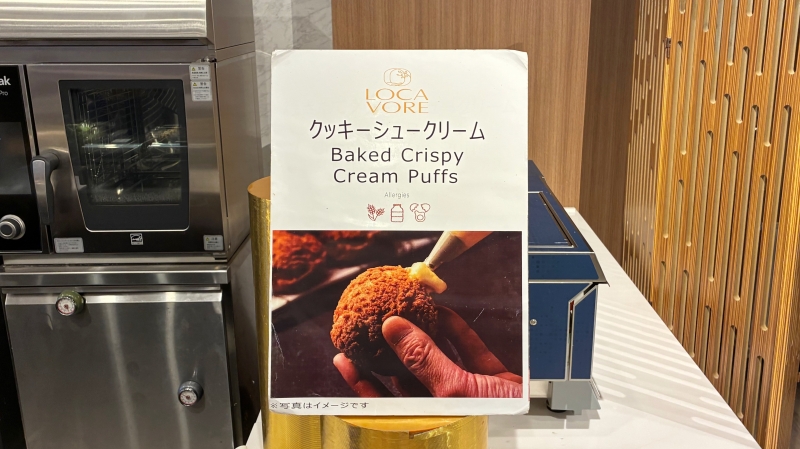 LOCA
VORE
クッキーシュークリーム
Baked Crispy
Cream Puffs
Allergies
※写真はイメージです